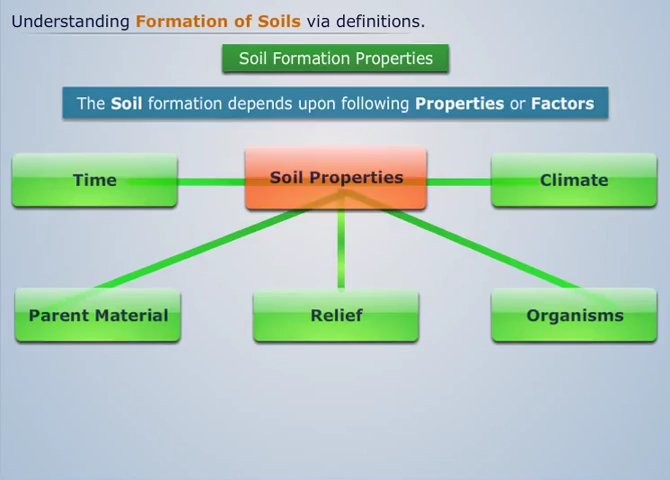 Understanding Formation of Soils via definitions.
Soil Formation Properties
The Soil formation depends upon following Properties or Factors
Time
Soil Properties
Climate
Parent Material
Relief
Organisms